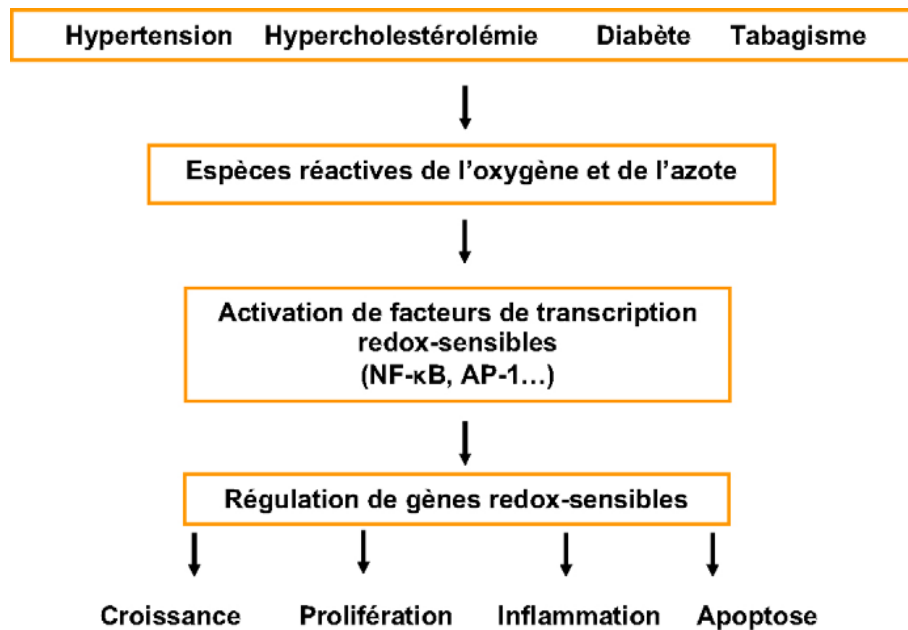 Hypertension Hypercholestérolémie Diabète Tabagisme
Espèces réactives de l'oxygène et de l'azote
Activation de facteurs de transcription
redox-sensibles
(NF-κB, AP-1…)
Régulation de gènes redox-sensibles
Croissance Prolifération Inflammation Apoptose